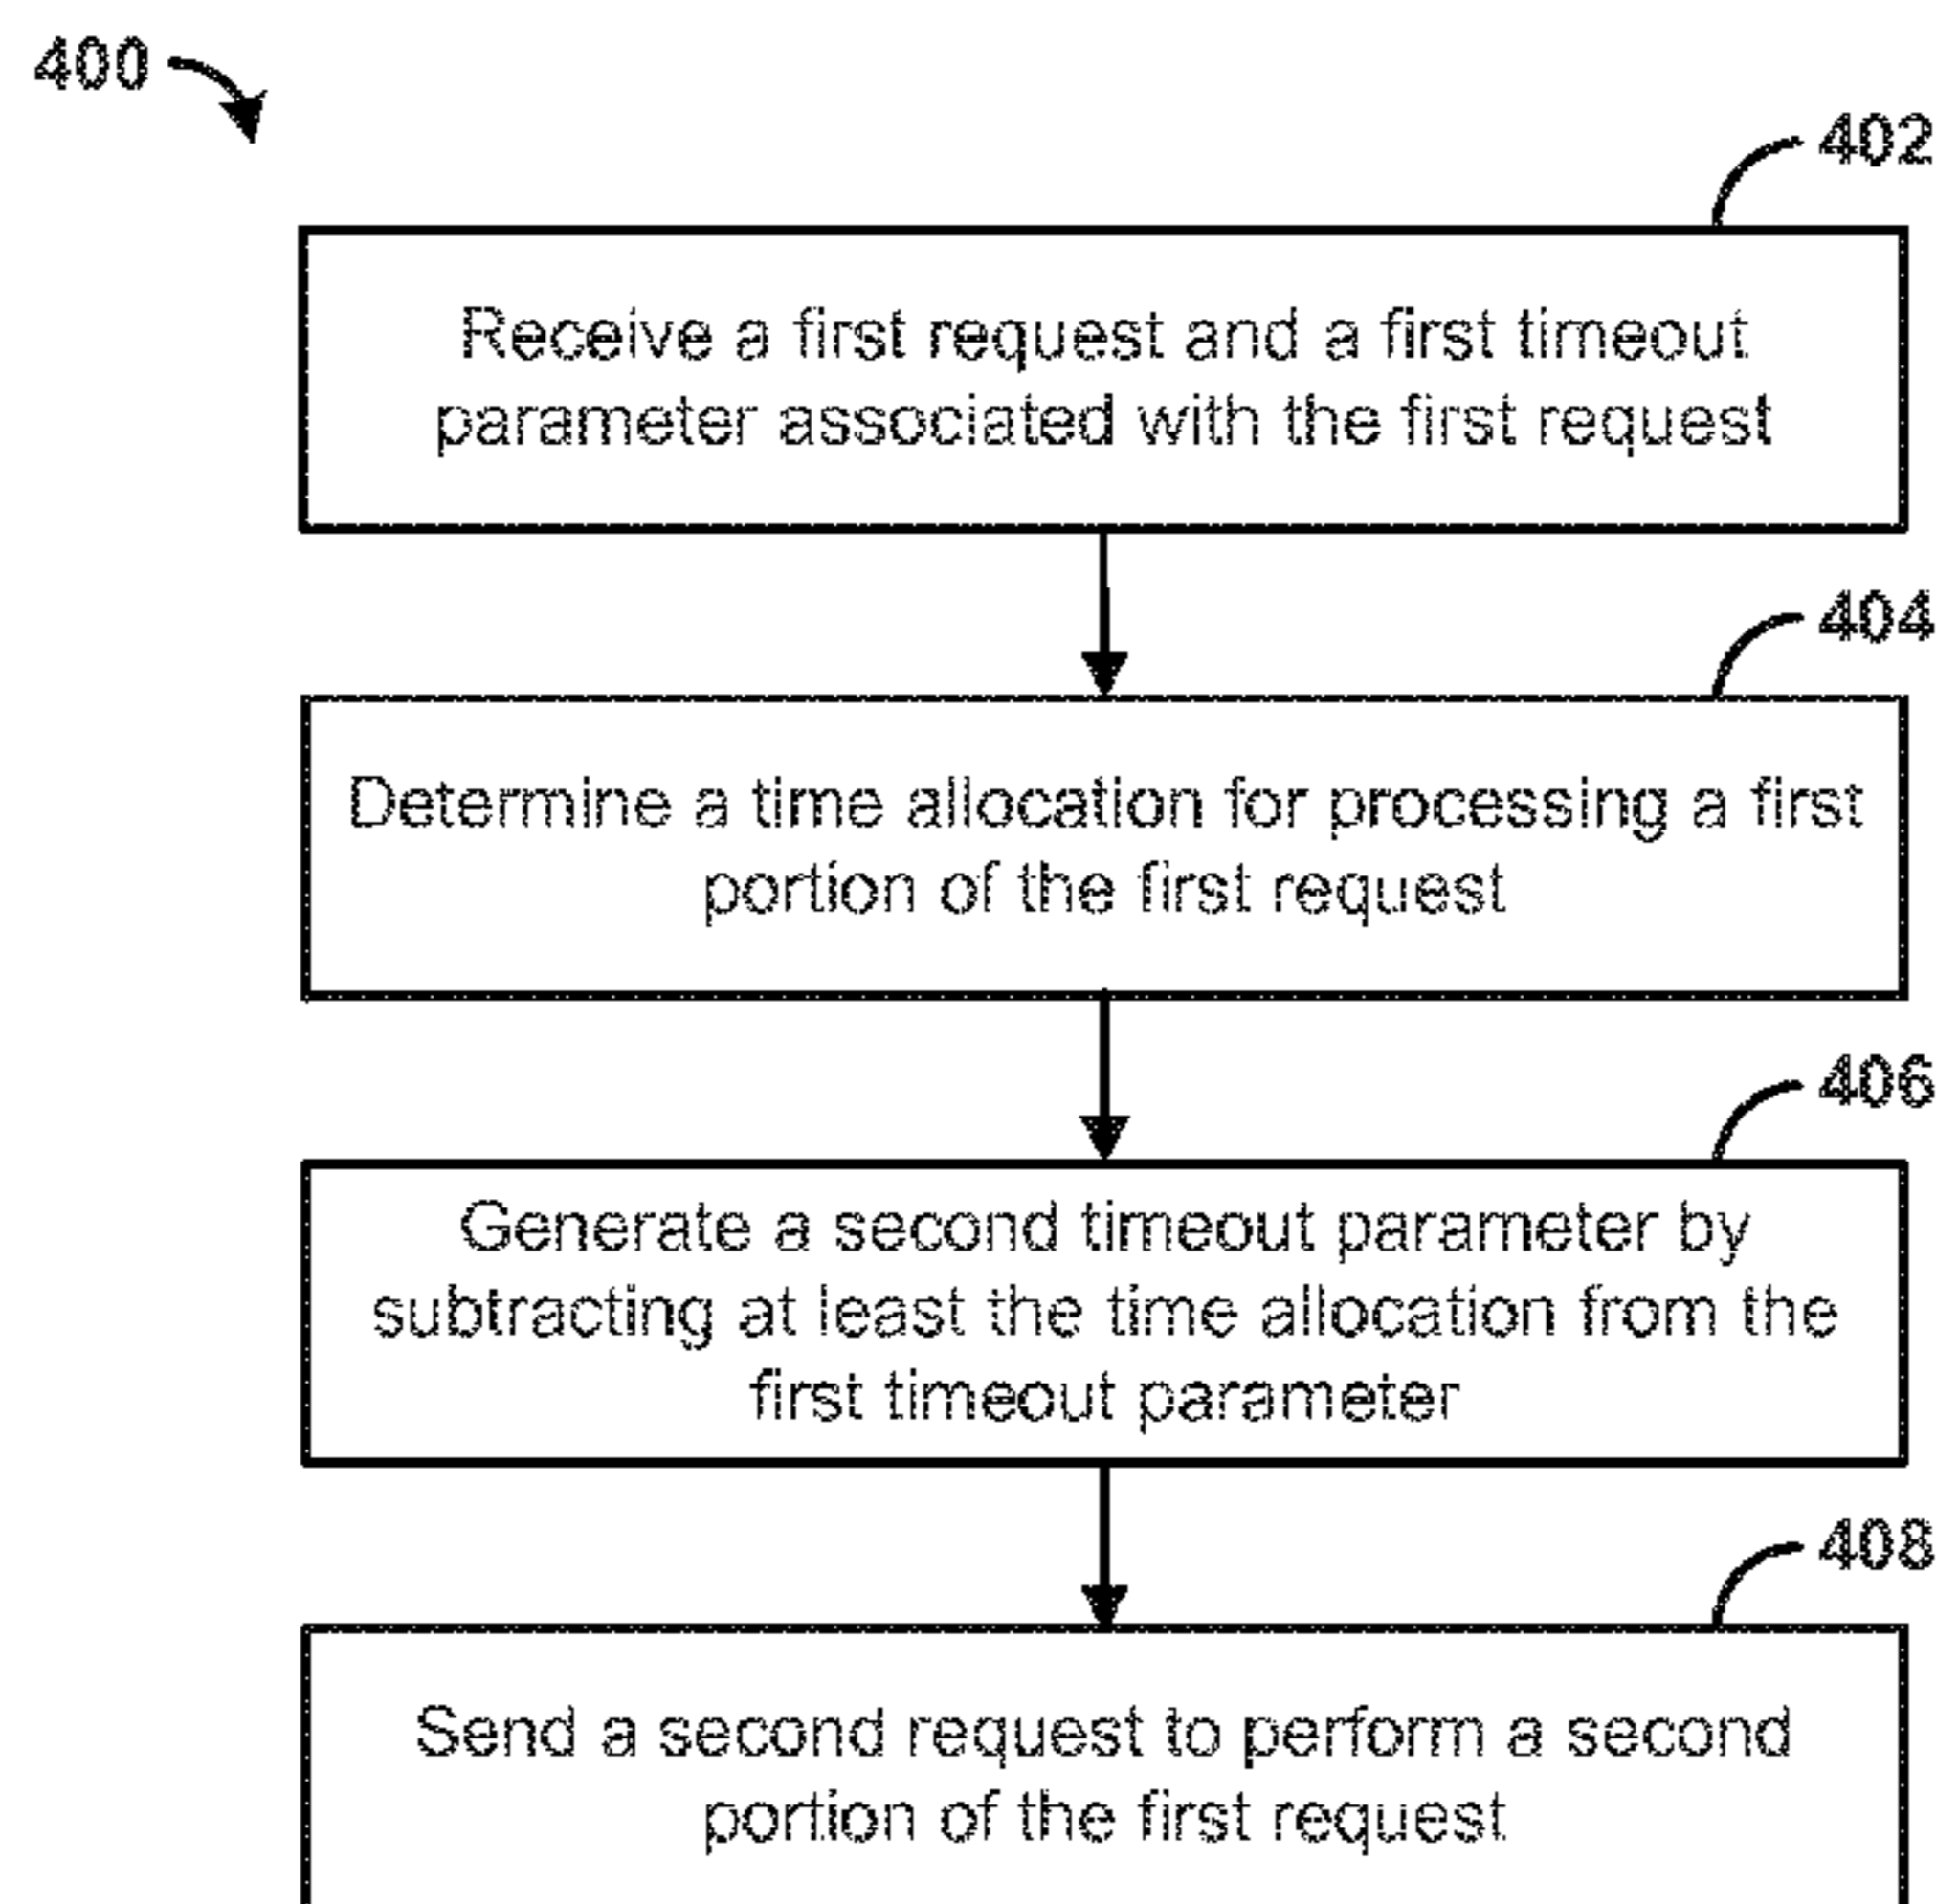 400
402
Receive a first request and a first timeout
parameter associated with the first request
404
Determine a time allocation for processing a first
portion of the first request
406
Generate a second timeout parameter by
subtracting at least the time allocation from the
first timeout parameter
408
Send a second request to perform a second
portion of the first request